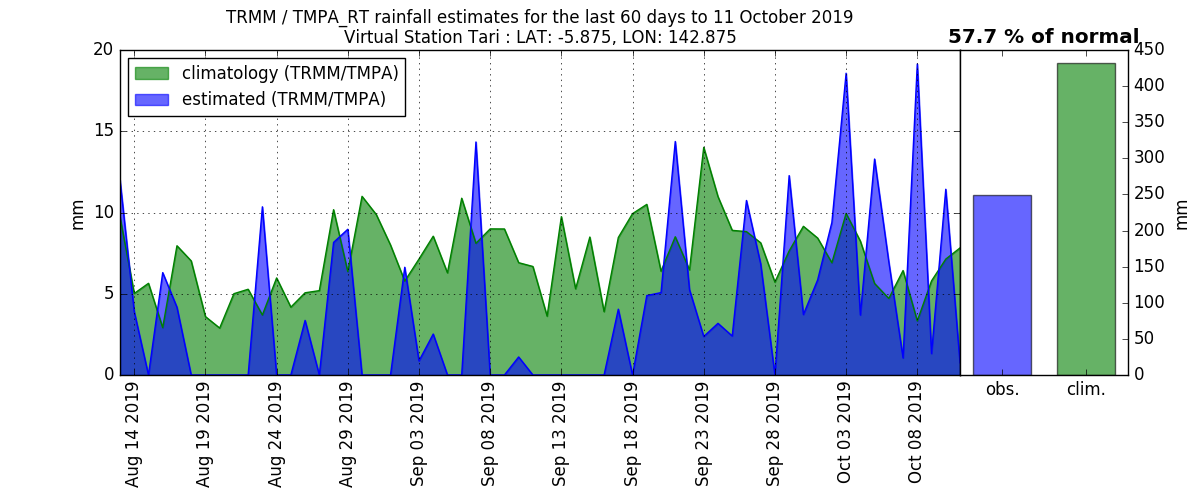 TRMM / TMPA_RT rainfall estimates for the last 60 days to 11 October 2019
Virtual Station Tari : LAT: -5.875, LON: 142.875
57.7 % of normal
climatology (TRMM/TMPA)
estimated (TRMM/TMPA)
20
15
10
5
0
mm
Aug 14 2019
Aug 19 2019
Aug 24 2019
Aug 29 2019
Sep 03 2019
Sep 08 2019
Sep 13 2019
Sep 18 2019
Sep 23 2019
Sep 28 2019
Oct 03 2019
Oct 08 2019
450
400
350
300
250
200
150
100
50
0
mm
obs.
clim.